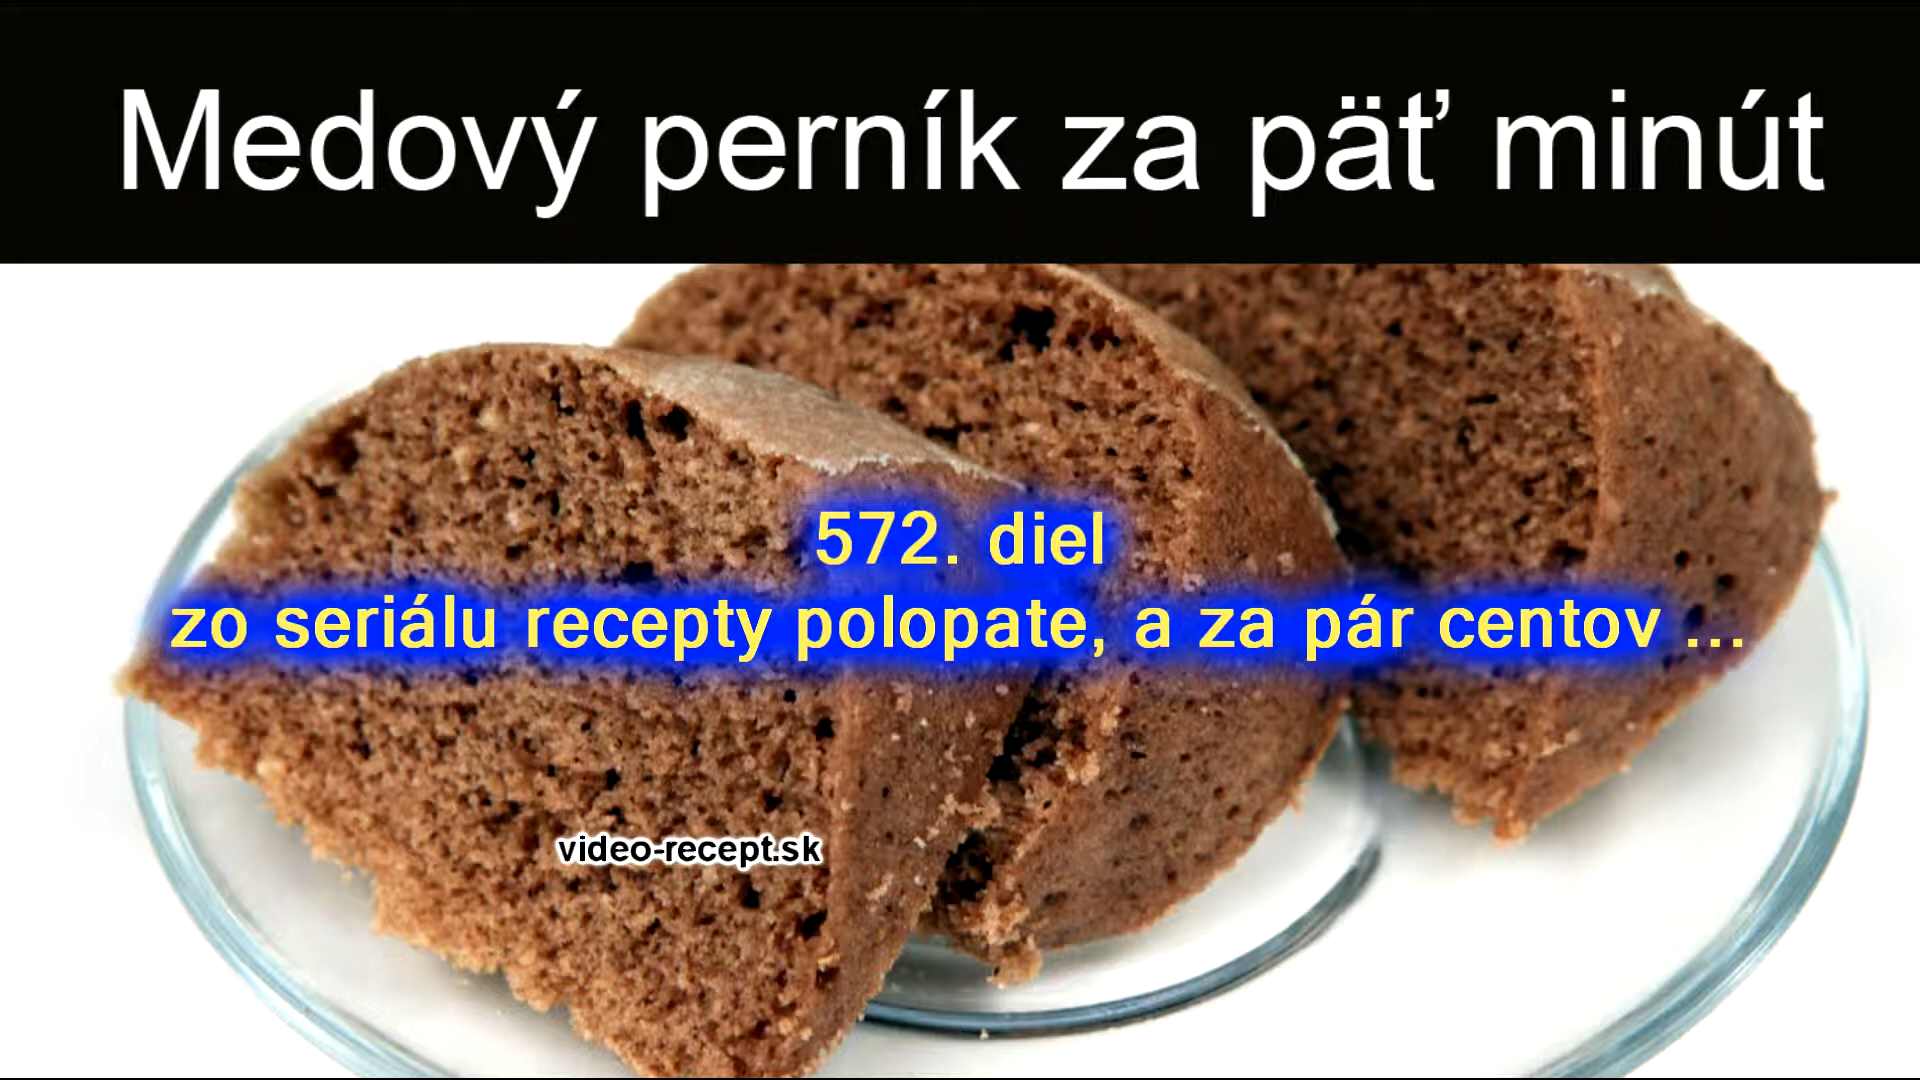 Medový perník za päť minút
572. diel
zo seriálu recepty polopate, a za pár centov ...
video-recept.sk